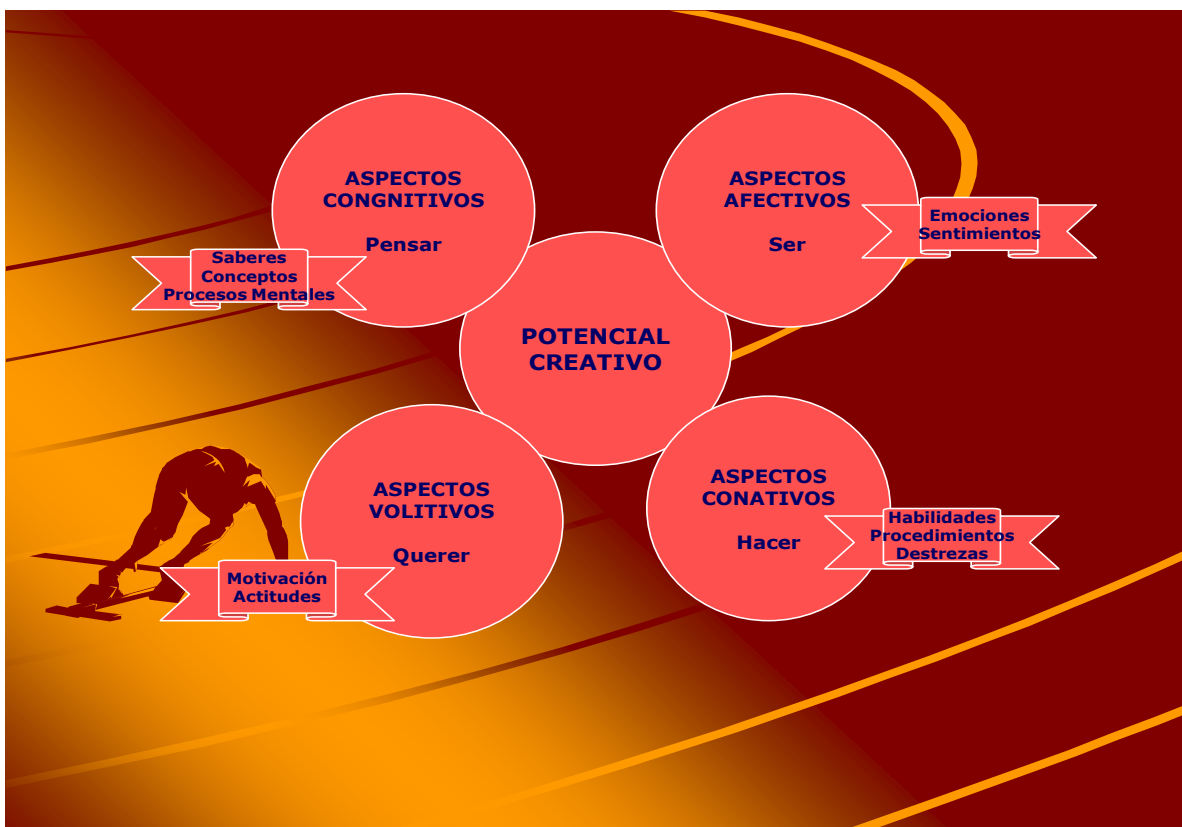 ASPECTOS
CONGNITIVOS
Pensar
Saberes
Conceptos
Procesos Mentales
ASPECTOS
AFECTIVOS
Ser
Emociones
Sentimientos
POTENCIAL
CREATIVO
ASPECTOS
VOLITIVOS
Querer
Motivación
Actitudes
ASPECTOS
CONATIVOS
Hacer
Habilidades
Procedimientos
Destrezas